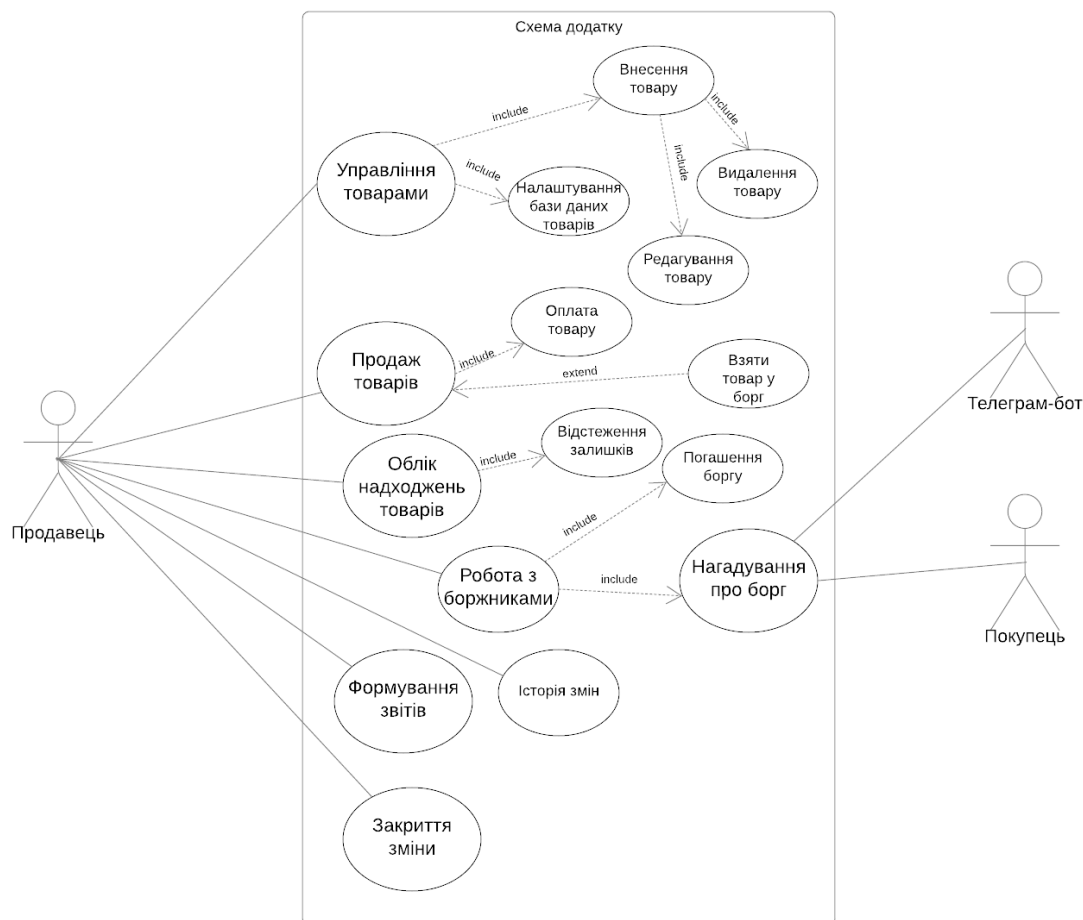 Схема додатку
Внесення
товару
include
include
include
Управління
товарами
include
Налаштування
бази даних
товарів
Видалення
товару
Редагування
товару
Оплата
товару
Продаж
товарів
include
extend
Взяти
товар у
борг
Телеграм-бот
Відстеження
залишків
include
Облік
надходжень
товарів
Погашення
боргу
Продавець
include
Робота з
боржниками
include
Нагадування
про борг
Покупець
Формування
звітів
Історія змін
Закриття
зміни